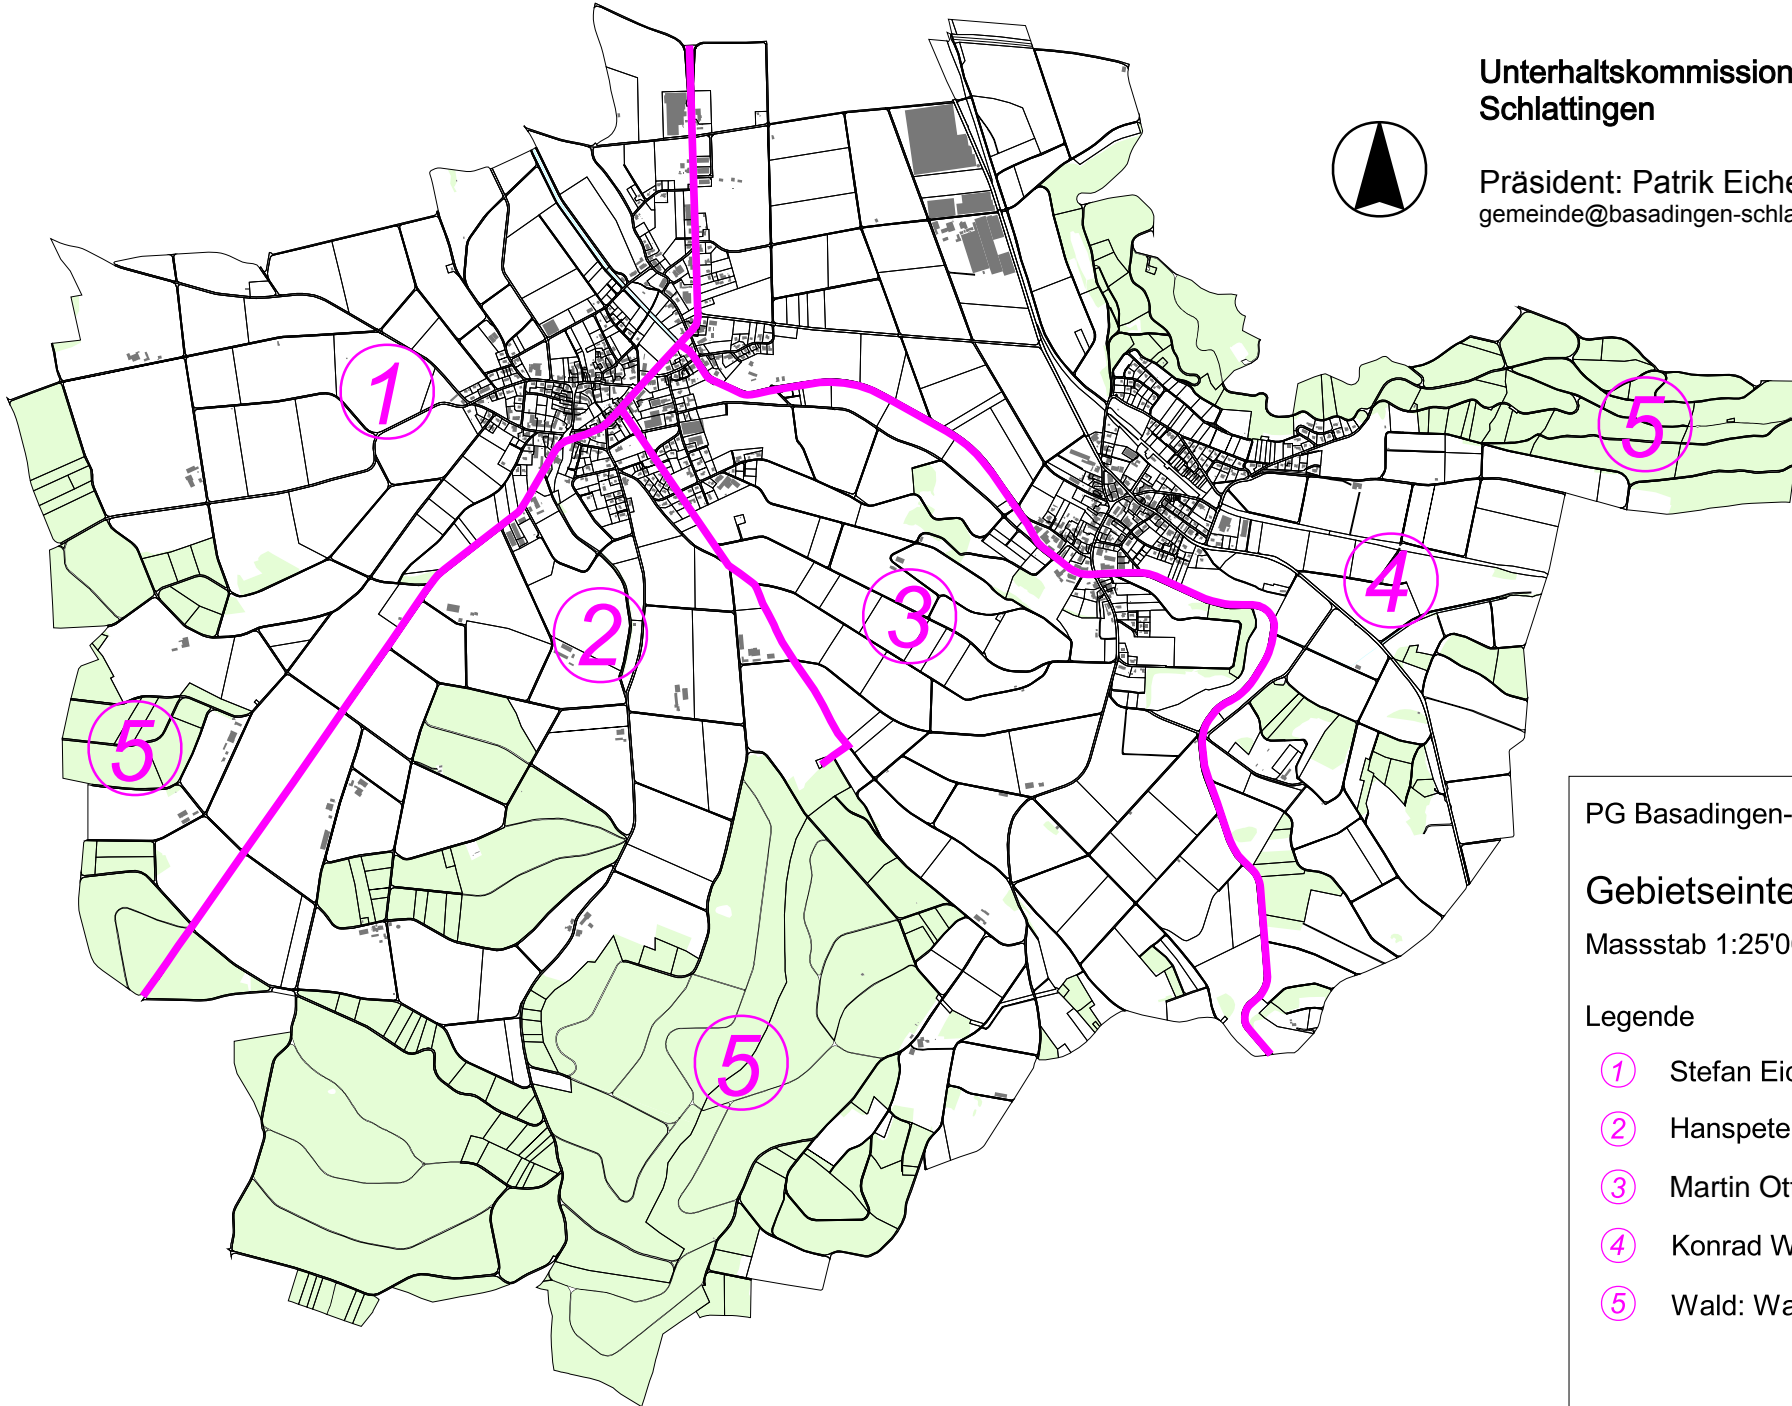 Unterhaltskommission
Schlattingen
Präsident: Patrik Eiche
gemeinde@basadingen-schla
1
2
3
4
5
5
5
PG Basadingen-
Gebietseinte
Massstab 1:25'0
Legende
1 Stefan Eic
2 Hanspete
3 Martin Ot
4 Konrad W
5 Wald: Wa